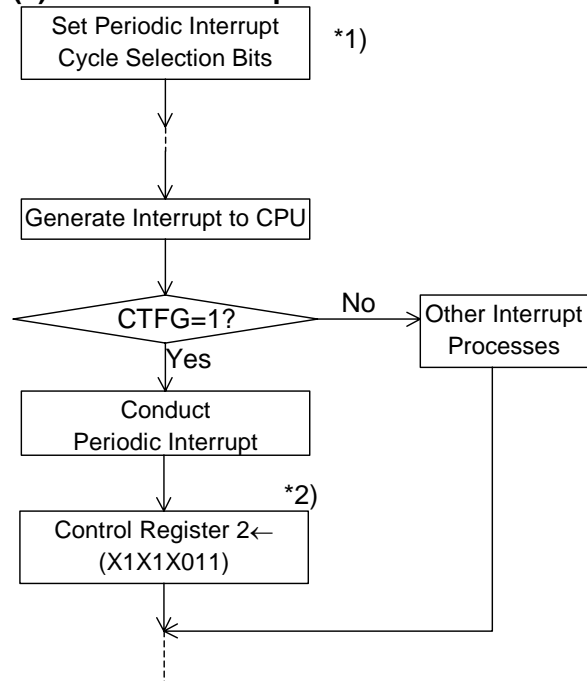 Set Periodic Interrupt
Cycle Selection Bits
*1)
Generate Interrupt to CPU
CTFG=1?
No
Other Interrupt
Processes
Yes
Conduct
Periodic Interrupt
*2)
Control Register 2←
(X1X1X011)